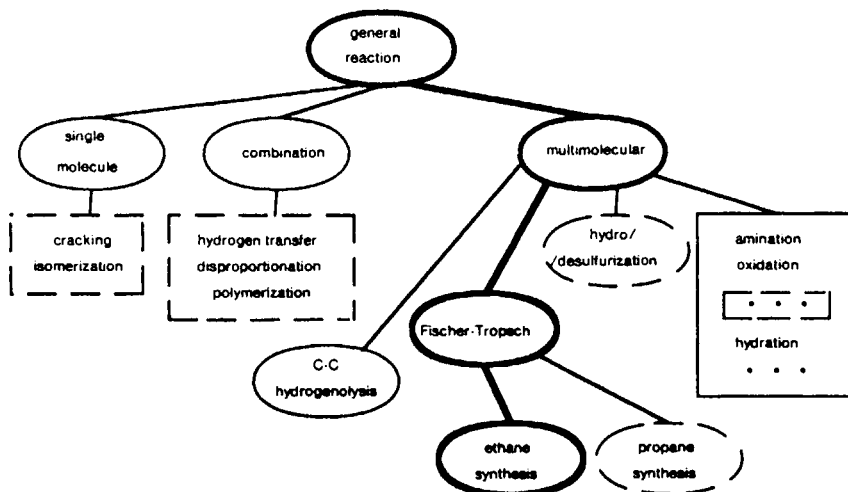 general
reaction
single
molecule
combination
multimolecular
cracking
isomerization
hydrogen transfer
disproportionation
polymerization
hydro/
/desulfurization
amination
oxidation
. . .
hydration
. . .
Fischer-Tropsch
C-C
hydrogenolysis
ethane
synthesis
propane
synthesis